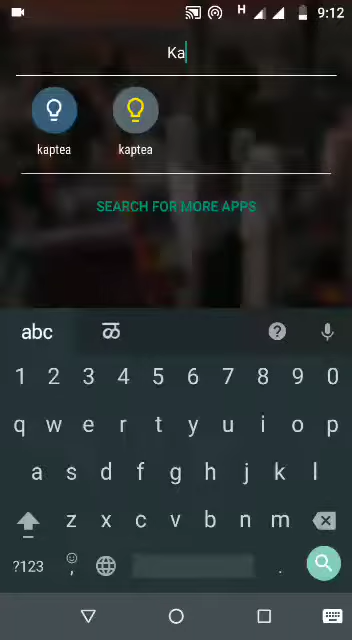 H 9:12
Ka
kaptea kaptea
SEARCH FOR MORE APPS
abc ळ ?
1 2 3 4 5 6 7 8 9 0
q w e r t y u i o p
a s d f g h j k l
z x c v b n m
?123 , .